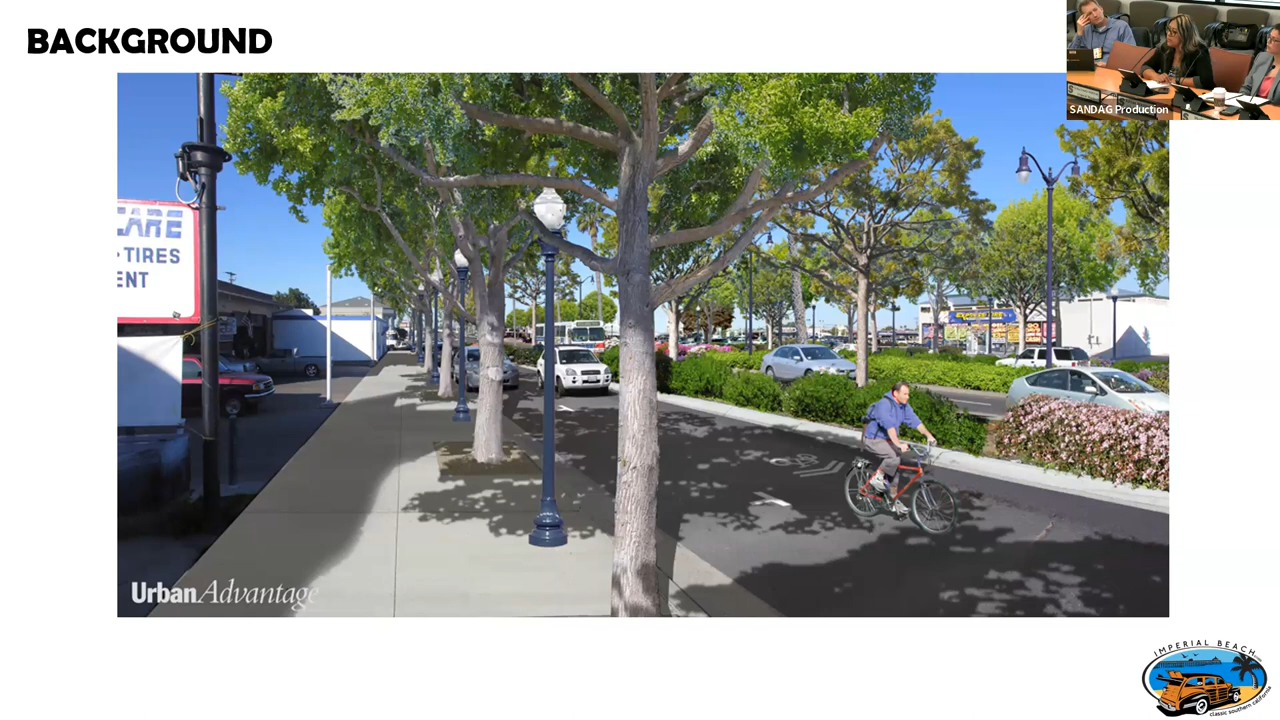 BACKGROUND
SANDAG Production
CARE
• TIRES
ENT
UrbanAdvantage
IMPERIAL BEACH
classic southern california